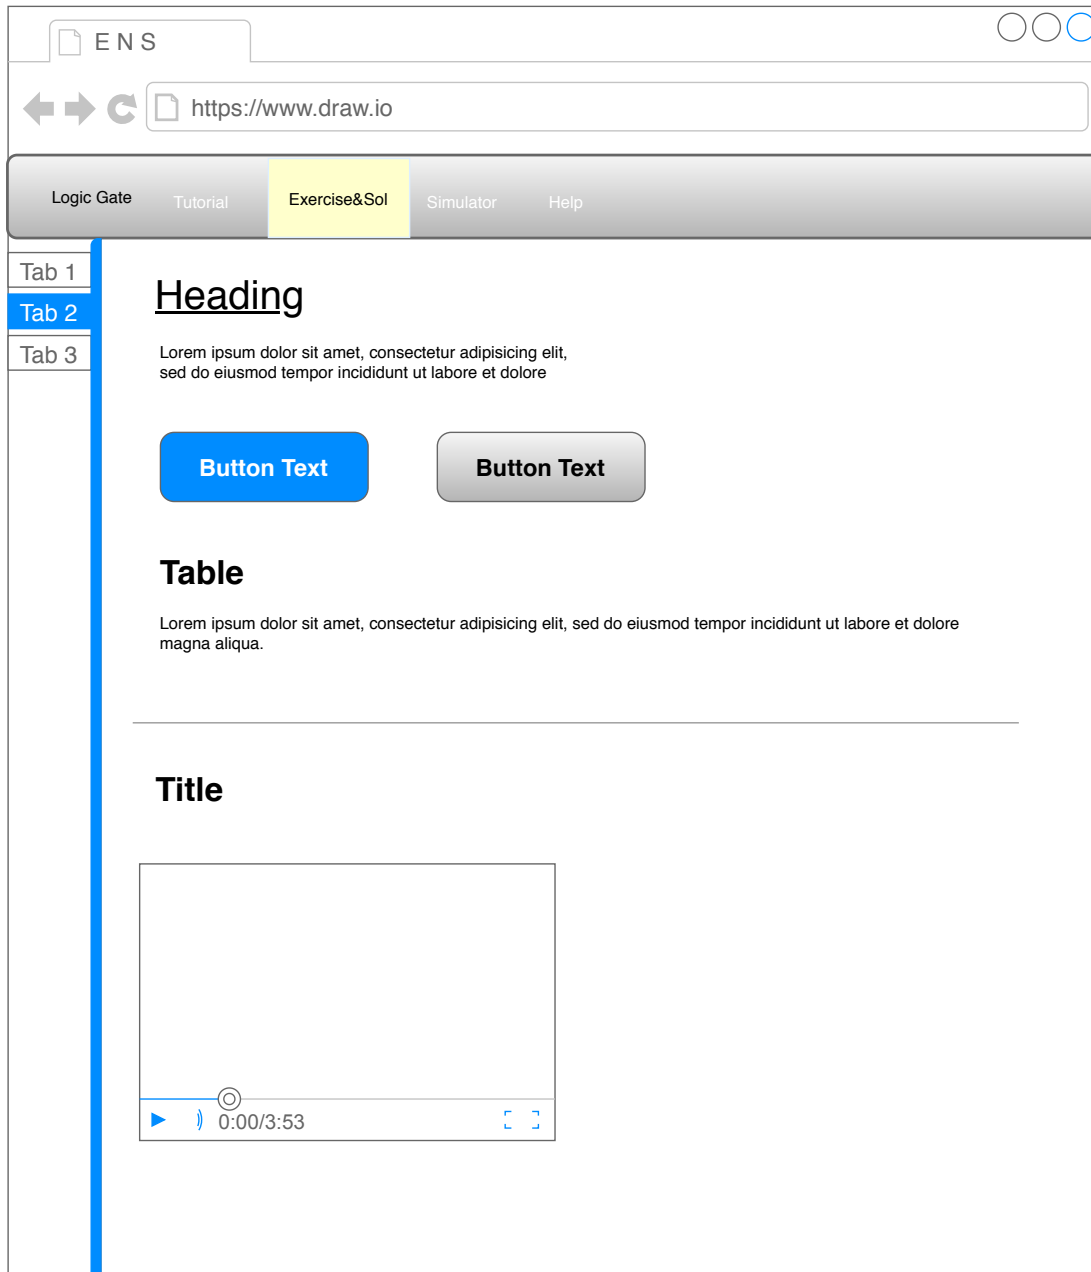 E N S
https://www.draw.io
Logic Gate Tutorial Exercise&Sol Simulator Help
Tab 1
Tab 2
Tab 3
Heading
Lorem ipsum dolor sit amet, consectetur adipisicing elit,
sed do eiusmod tempor incididunt ut labore et dolore
Button Text Button Text
Table
Lorem ipsum dolor sit amet, consectetur adipisicing elit, sed do eiusmod tempor incididunt ut labore et dolore
magna aliqua.
Title
0:00/3:53